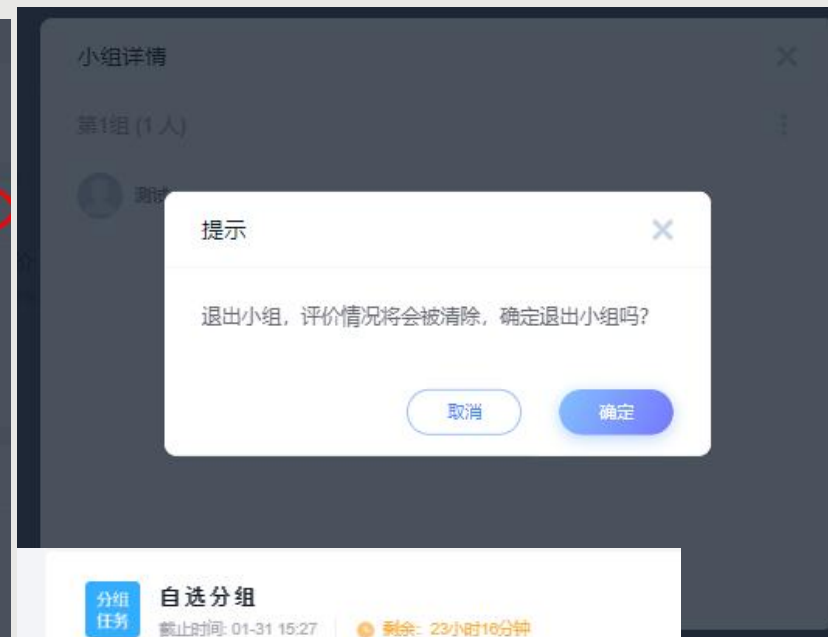 小组详情
第1组 (1 人)
测试
提示
退出小组，评价情况将会被清除，确定退出小组吗?
取消
确定
分组
任务
自选分组
截止时间: 01-31 15:27
剩余: 23小时16分钟